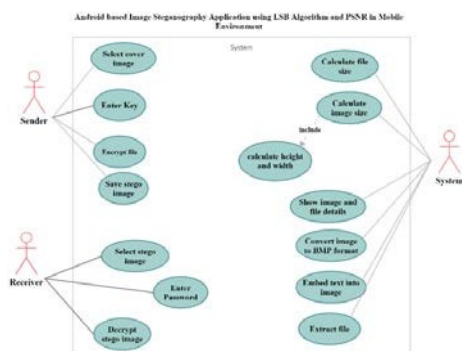 Android based Image Steganography Application using LSB Algorithm and PSNR in Mobile
Environment
System
Select cover
image
Enter Key
Encrypt file
Save stego
image
Sender
Select stego
image
Enter
Password
Decrypt
stego image
Receiver
Calculate file
size
Calculate
image size
include
calculate height
and width
Show image and
file details
Convert image
to BMP format
Embed text into
image
Extract file
System